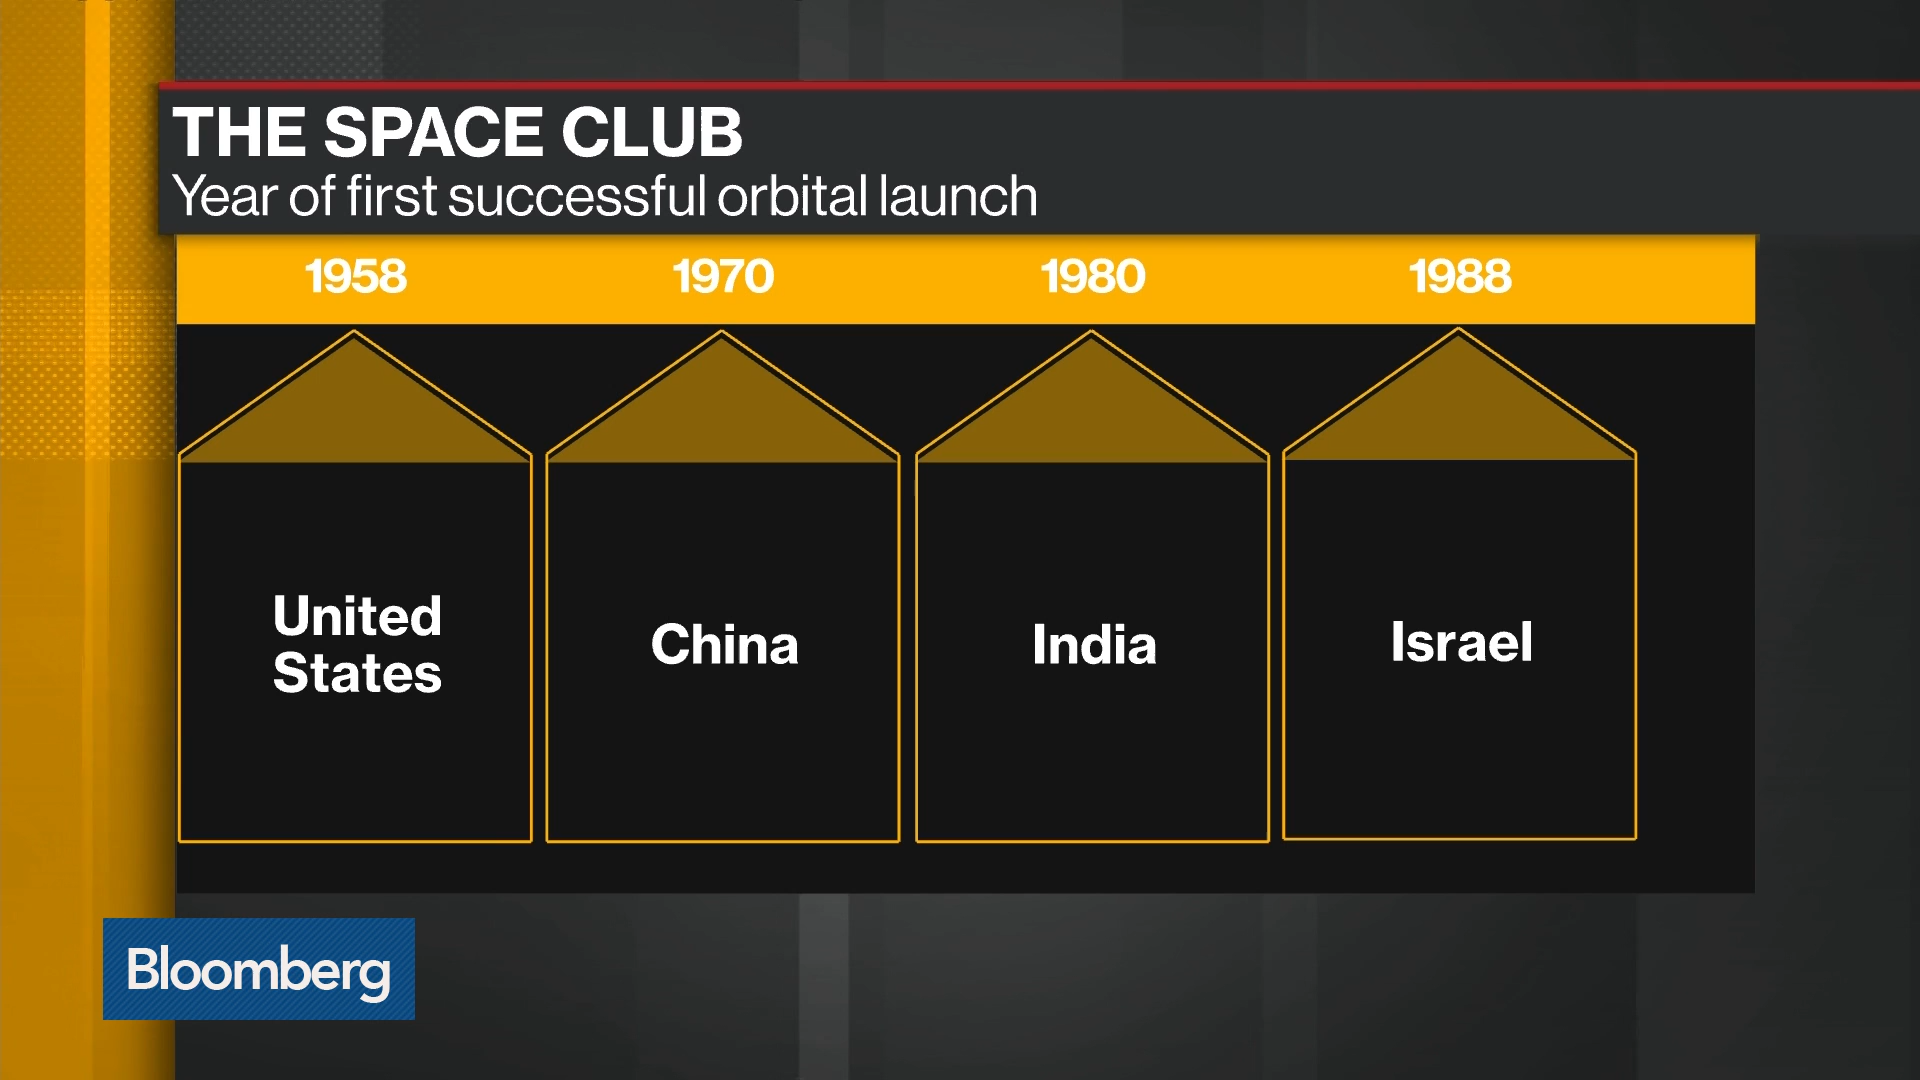 THE SPACE CLUB
Year of first successful orbital launch
1958 1970 1980 1988
United
States
China
India
Israel
Bloomberg